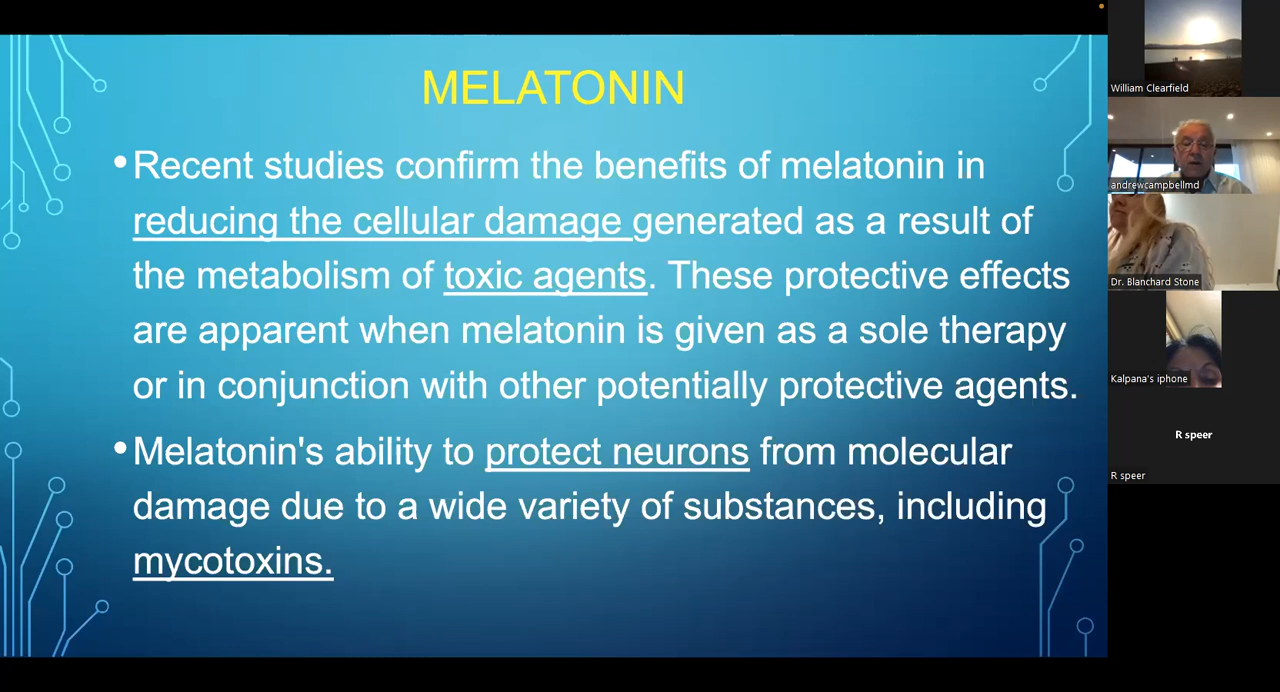 MELATONIN
•Recent studies confirm the benefits of melatonin in
reducing the cellular damage generated as a result of
the metabolism of toxic agents. These protective effects
are apparent when melatonin is given as a sole therapy
or in conjunction with other potentially protective agents.
•Melatonin's ability to protect neurons from molecular
damage due to a wide variety of substances, including
mycotoxins.
William Clearfield
andrewcampbellmd
Dr. Blanchard Stone
Kalpana's iphone
R speer
R speer